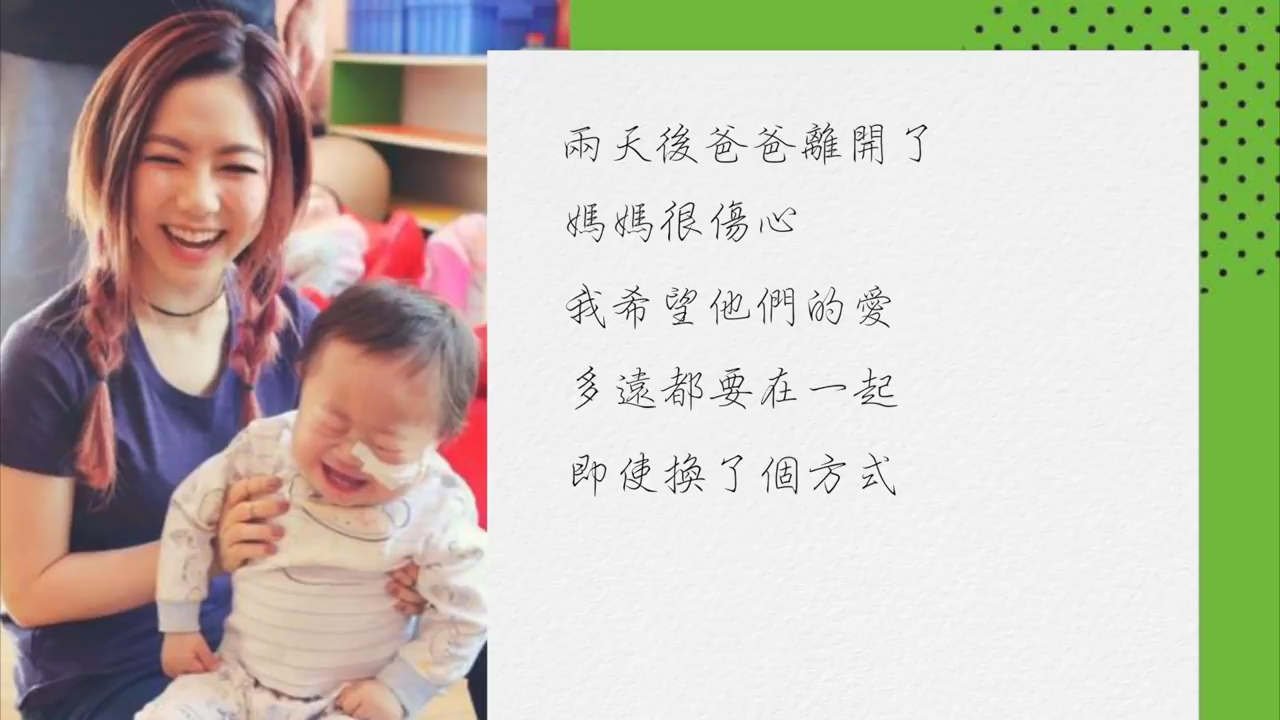 兩天後爸爸離開了
媽媽很傷心
我希望他們的愛
多遠都要在一起
即使換了個方式